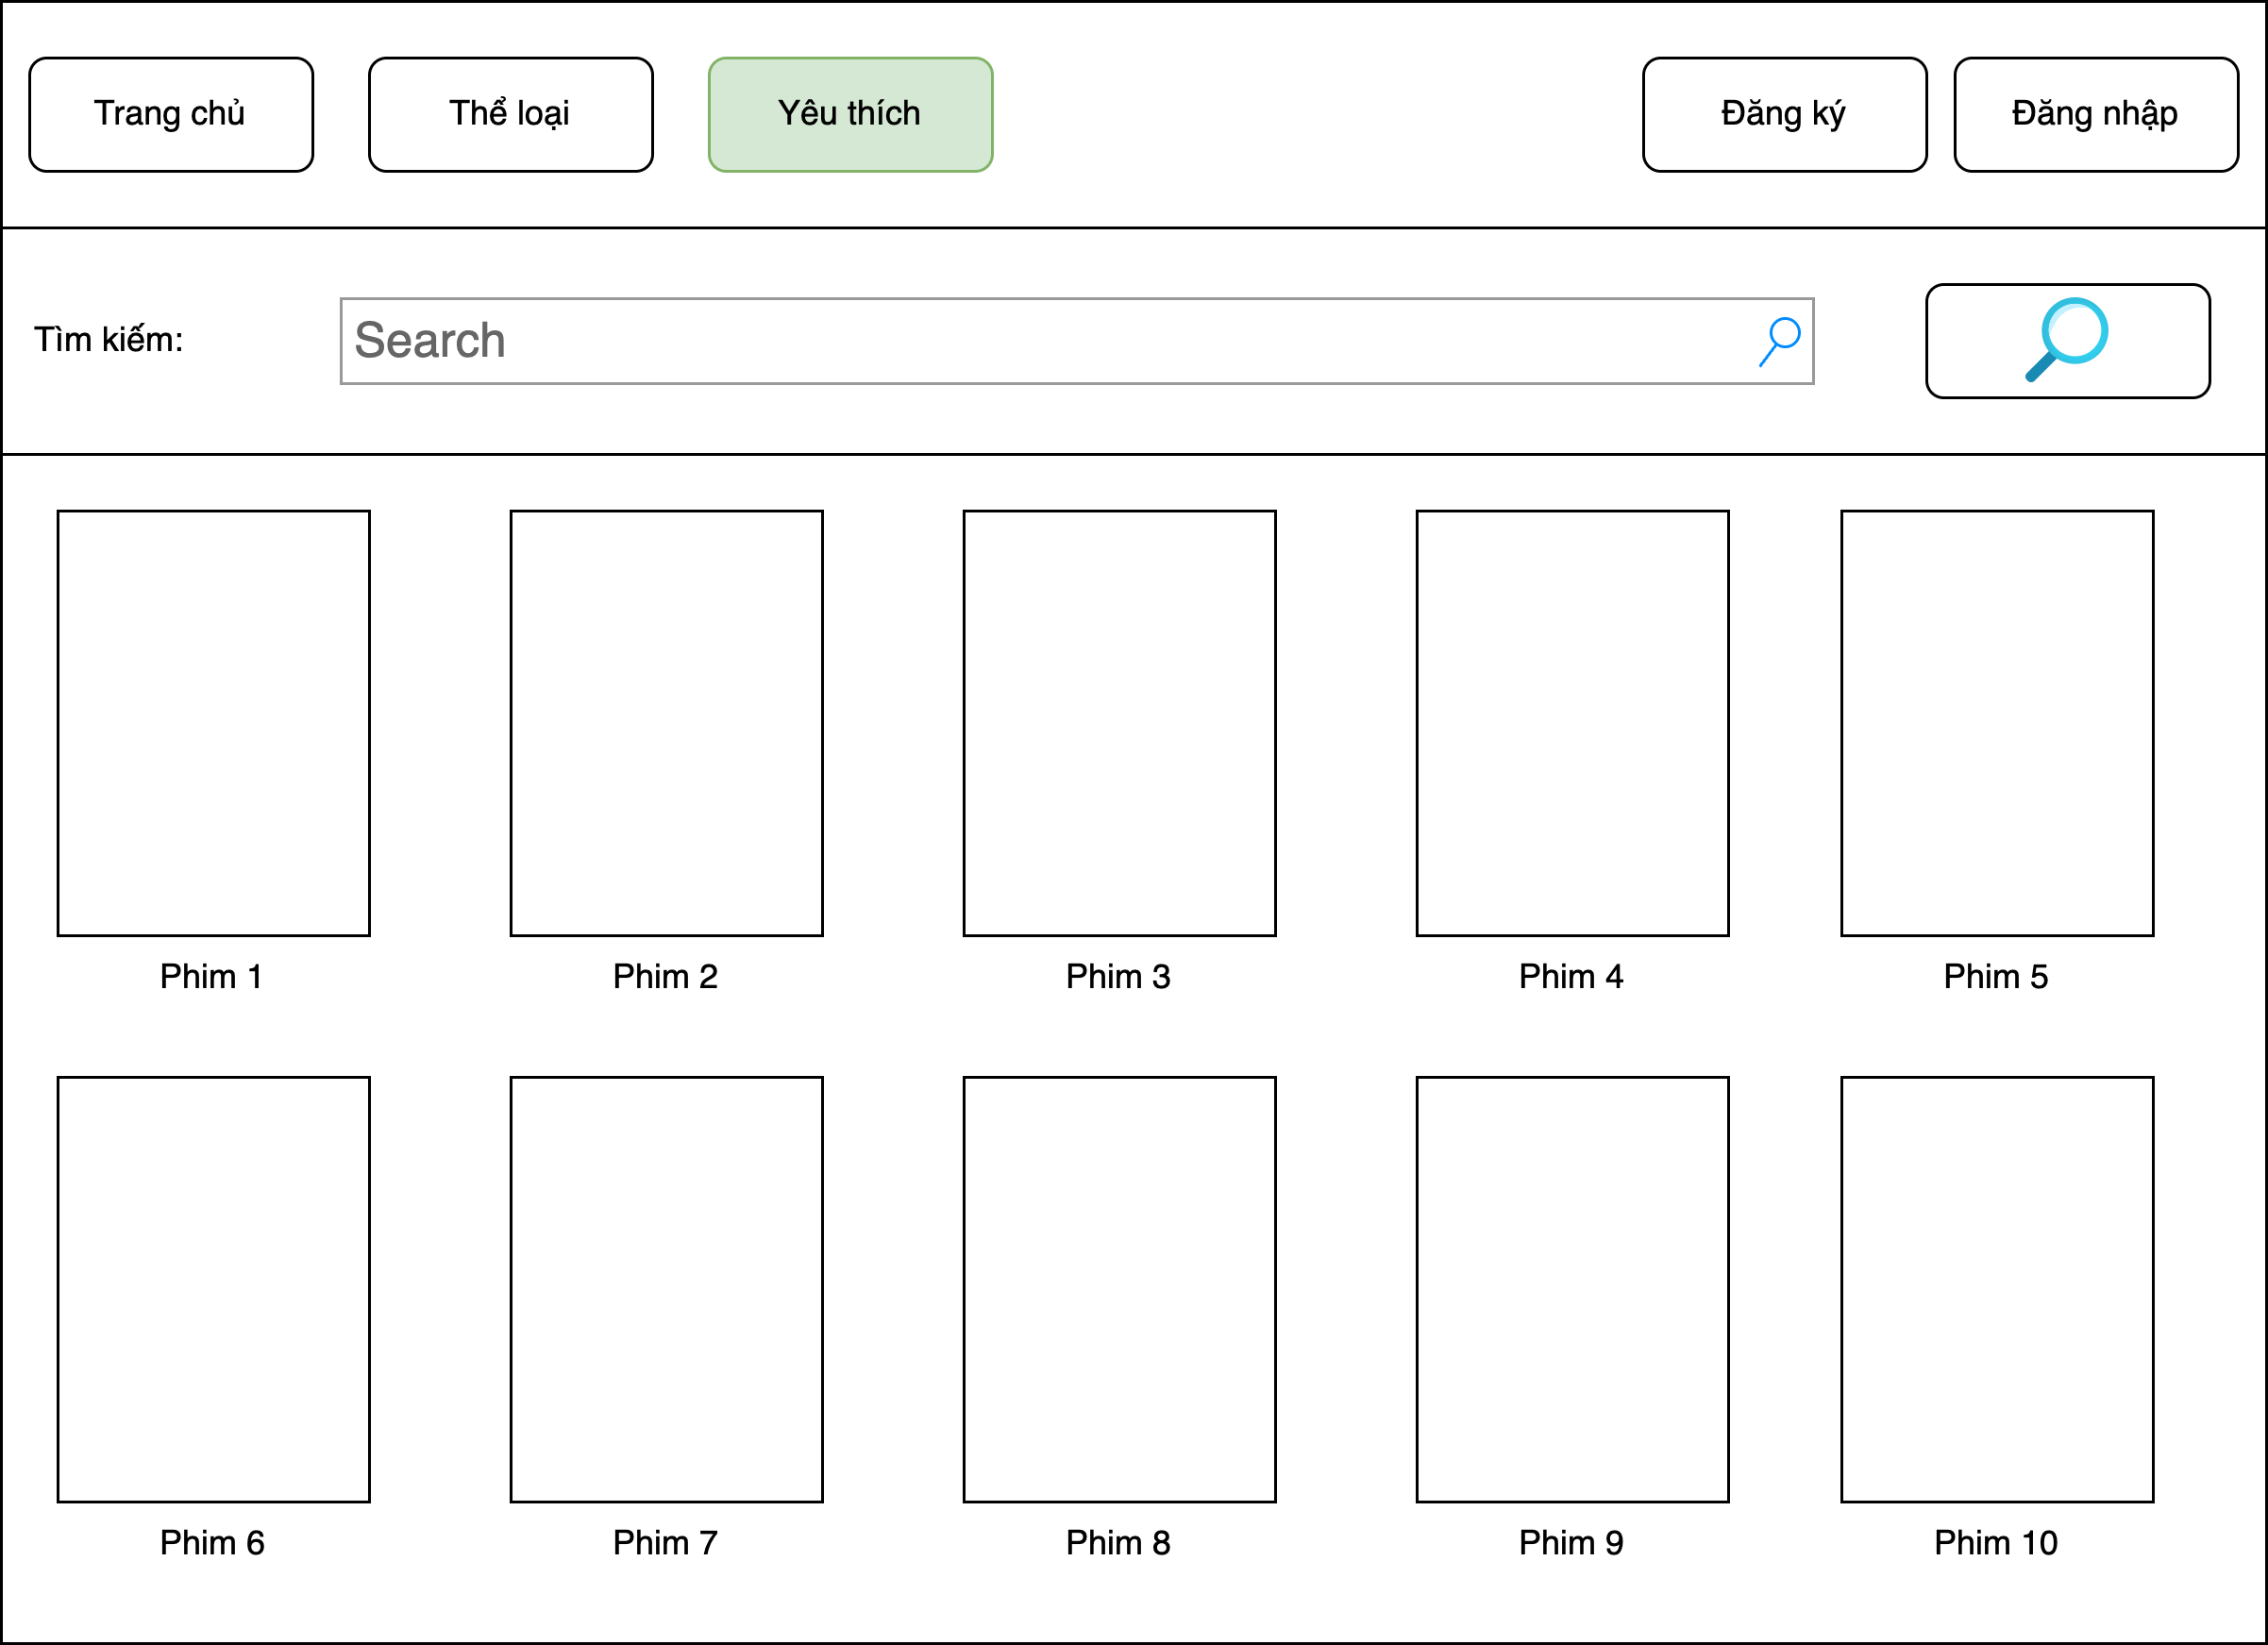 Trang chủ
Thể loại
Yêu thích
Đăng ký
Đăng nhập
Tìm kiếm:
Search
Phim 1
Phim 2
Phim 3
Phim 4
Phim 5
Phim 6
Phim 7
Phim 8
Phim 9
Phim 10